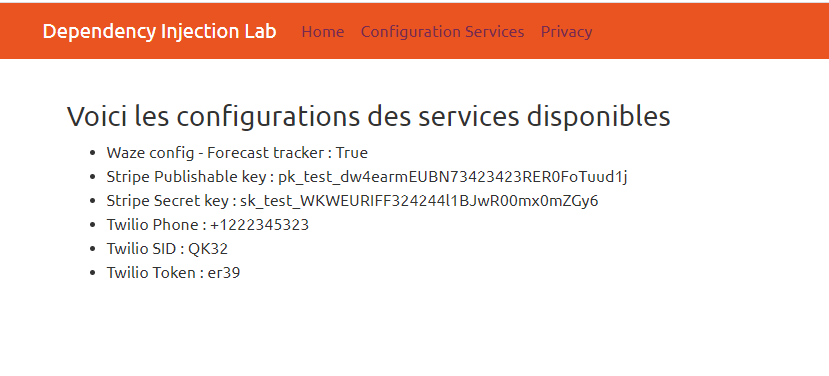 Dependency Injection Lab Home Configuration Services Privacy
Voici les configurations des services disponibles
Waze config - Forecast tracker : True
Stripe Publishable key : pk_test_dw4earmEUBN73423423RER0FoTuud1j
Stripe Secret key : sk_test_WKWEURIFF324244l1BJwR00mx0mZGy6
Twilio Phone : +1222345323
Twilio SID : QK32
Twilio Token : er39